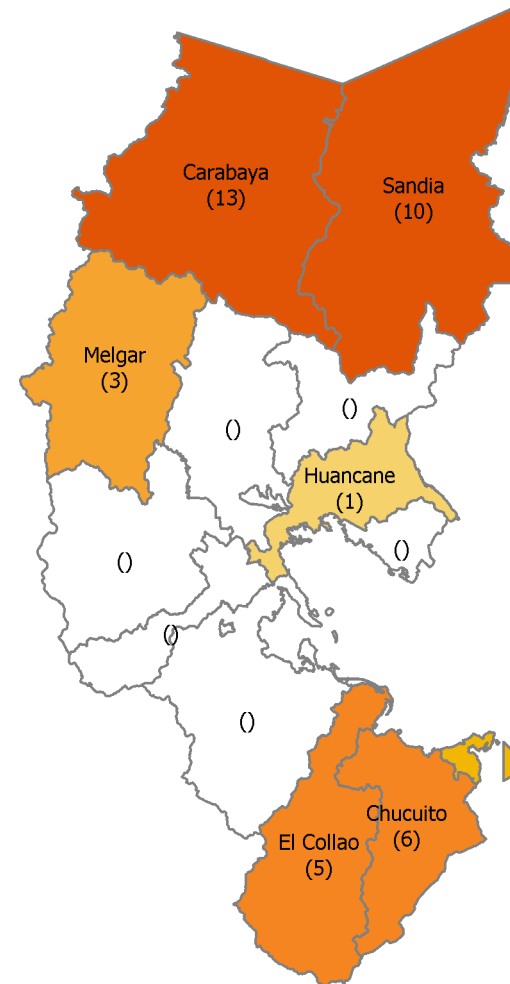 Carabaya
(13)
Sandia
(10)
Melgar
(3)
()
()
Huancane
(1)
()
()
()
()
Chucuito
(6)
El Collao
(5)